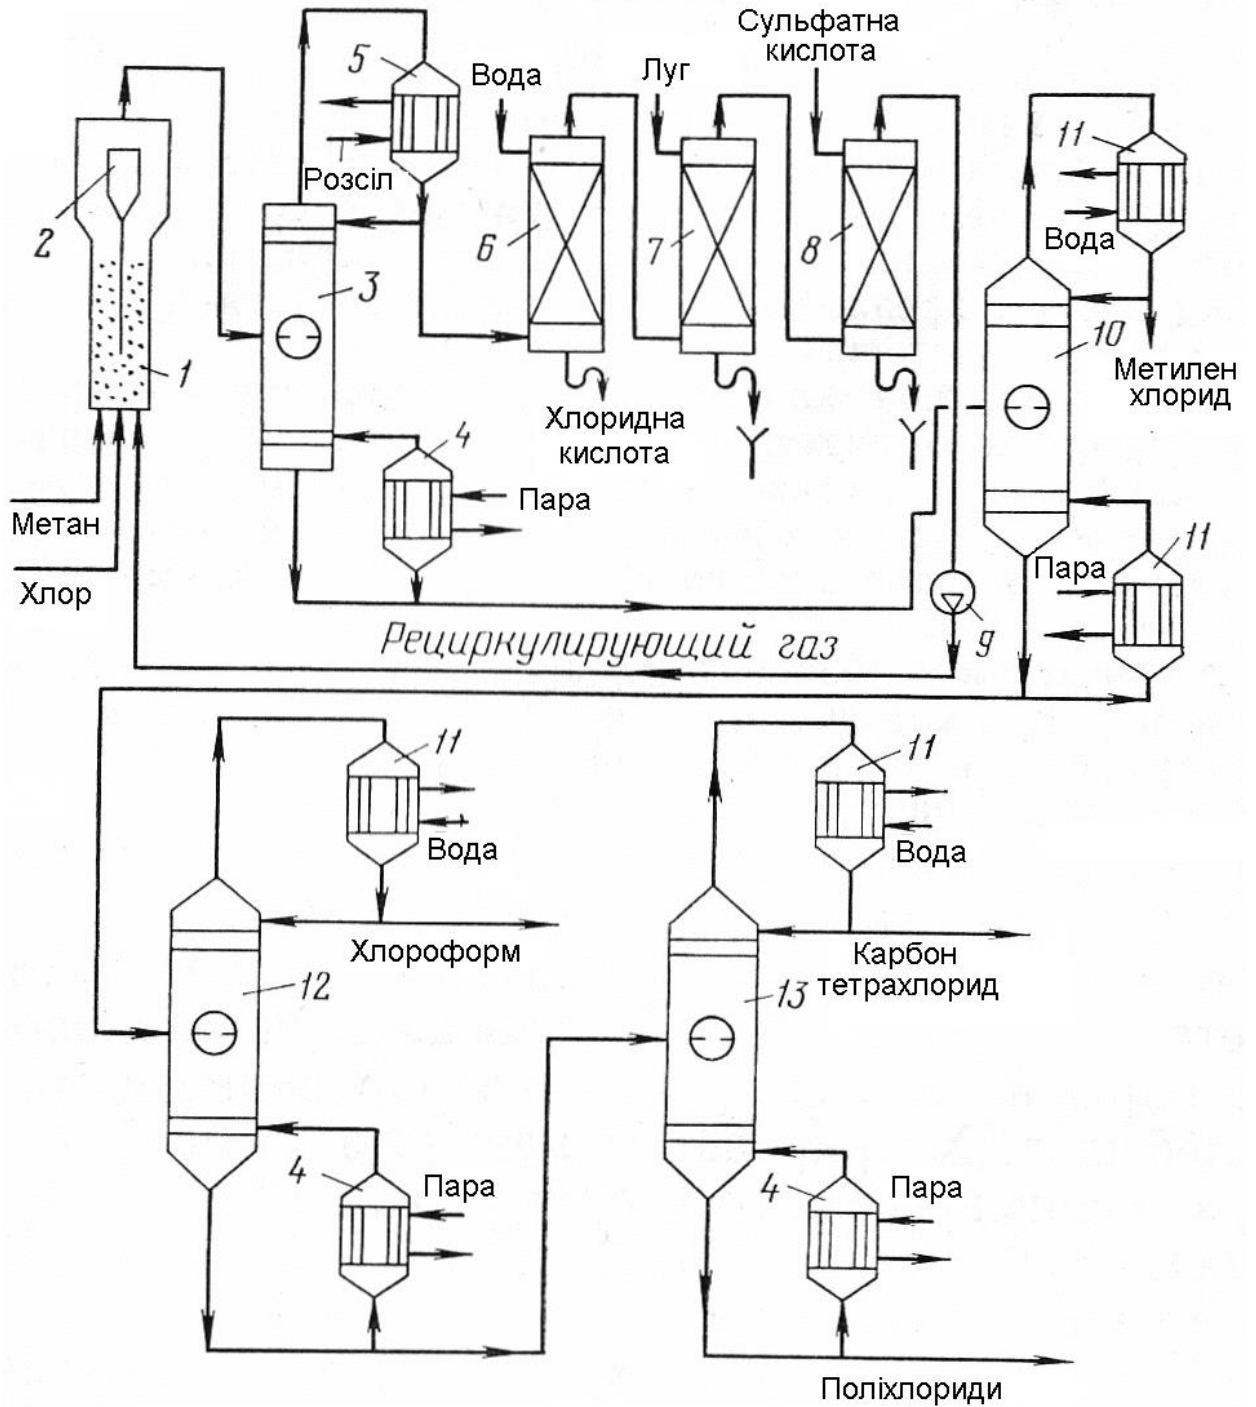 Сульфатна
кислота
Луг
Вода
5
11
2
Розсіл
6
7
8
Вода
3
10
1
Метилен
хлорид
Хлоридна
кислота
4
Пара
Метан
Хлор
Пара
11
9
Рециркулирующий газ
11
Вода
11
Вода
Хлороформ
Карбон
тетрахлорид
12
13
4
Пара
4
Пара
Поліхлориди